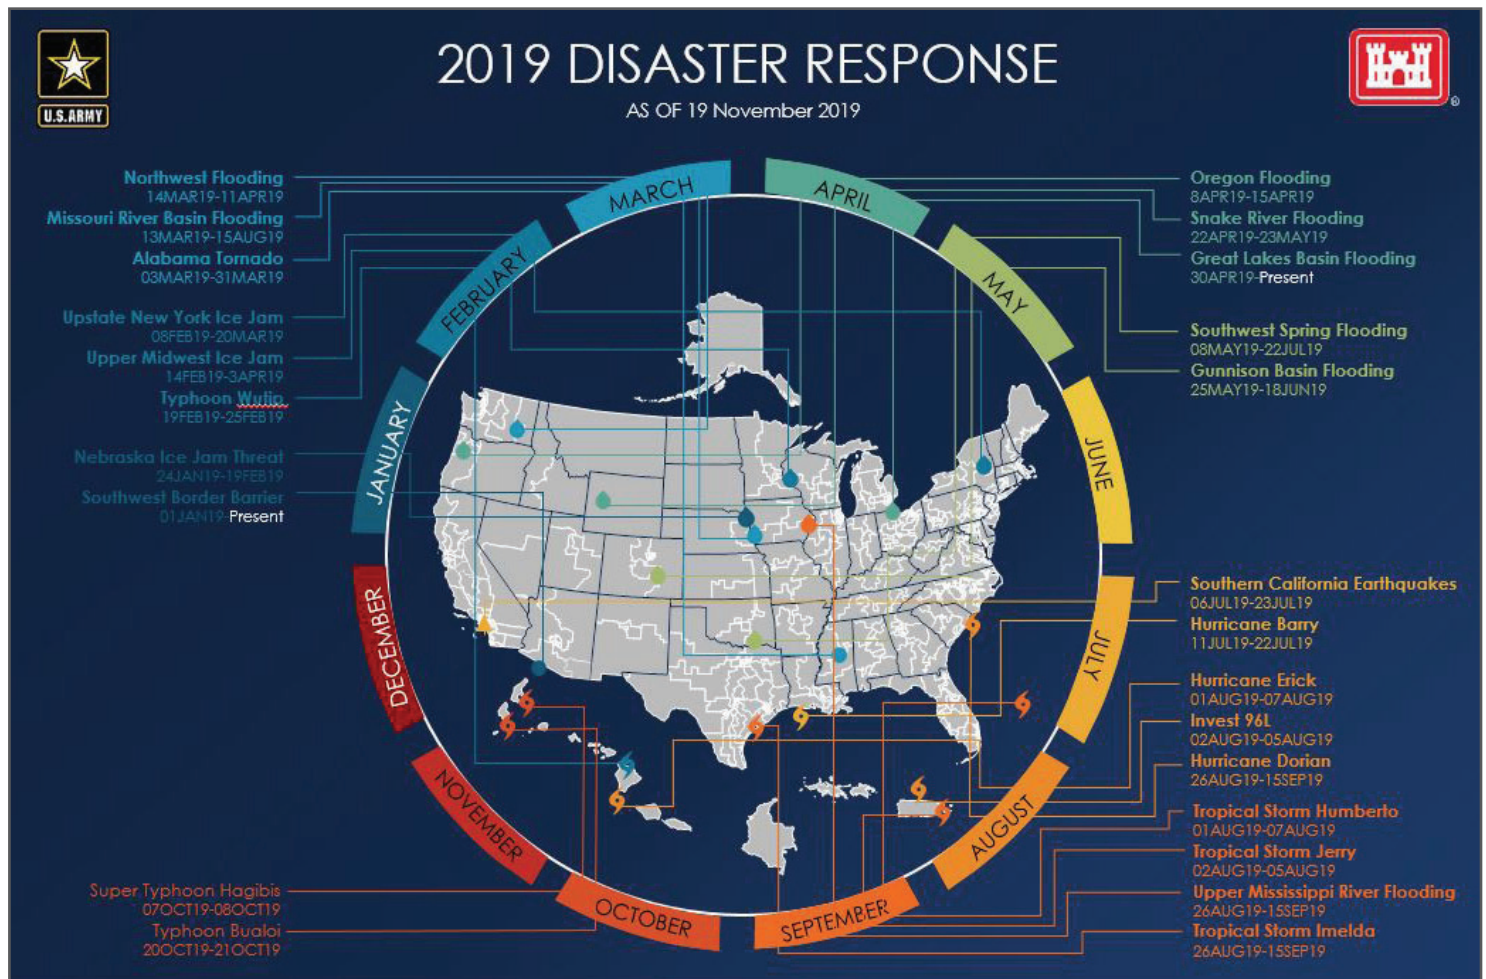 U.S.ARMY
2019 DISASTER RESPONSE
AS OF 19 November 2019
®
Northwest Flooding
14MAR19-11APR19
Missouri River Basin Flooding
13MAR19-15AUG19
Alabama Tornado
03MAR19-31MAR19
Upstate New York Ice Jam
08FEB19-20MAR19
Upper Midwest Ice Jam
14FEB19-3APR19
Typhoon Wutip
19FEB19-25FEB19
Nebraska Ice Jam Threat
24JAN19-19FEB19
Southwest Border Barrier
01JAN19-Present
JANUARY
FEBRUARY
MARCH
APRIL
MAY
JUNE
JULY
AUGUST
SEPTEMBER
OCTOBER
NOVEMBER
DECEMBER
Oregon Flooding
8APR19-15APR19
Snake River Flooding
22APR19-23MAY19
Great Lakes Basin Flooding
30APR19-Present
Southwest Spring Flooding
08MAY19-22JUL19
Gunnison Basin Flooding
25MAY19-18JUN19
Southern California Earthquakes
06JUL19-23JUL19
Hurricane Barry
11JUL19-22JUL19
Hurricane Erick
01AUG19-07AUG19
Invest 96L
02AUG19-05AUG19
Hurricane Dorian
26AUG19-15SEP19
Tropical Storm Humberto
01AUG19-07AUG19
Tropical Storm Jerry
02AUG19-05AUG19
Upper Mississippi River Flooding
26AUG19-15SEP19
Tropical Storm Imelda
26AUG19-15SEP19
Super Typhoon Hagibis
07OCT19-08OCT19
Typhoon Bualoi
20OCT19-21OCT19